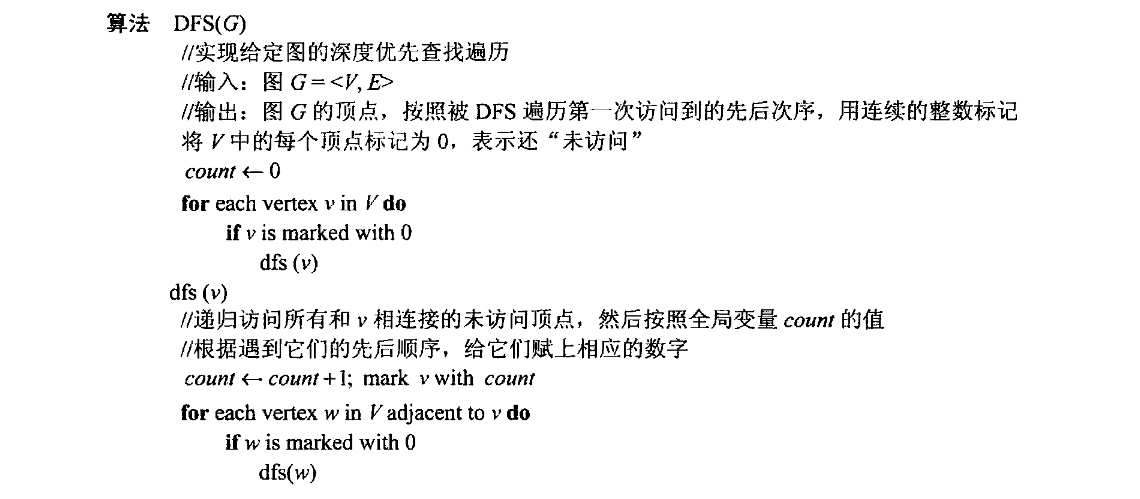 算法 DFS(G)
//实现给定图的深度优先查找遍历
//输入：图 G = <V, E>
//输出：图 G 的顶点，按照被 DFS 遍历第一次访问到的先后次序，用连续的整数标记
将 V 中的每个顶点标记为 0，表示还“未访问”
count ← 0
for each vertex v in V do
if v is marked with 0
dfs (v)
dfs (v)
//递归访问所有和 v 相连接的未访问顶点，然后按照全局变量 count 的值
//根据遇到它们的先后顺序，给它们赋上相应的数字
count ← count + 1; mark v with count
for each vertex w in V adjacent to v do
if w is marked with 0
dfs(w)